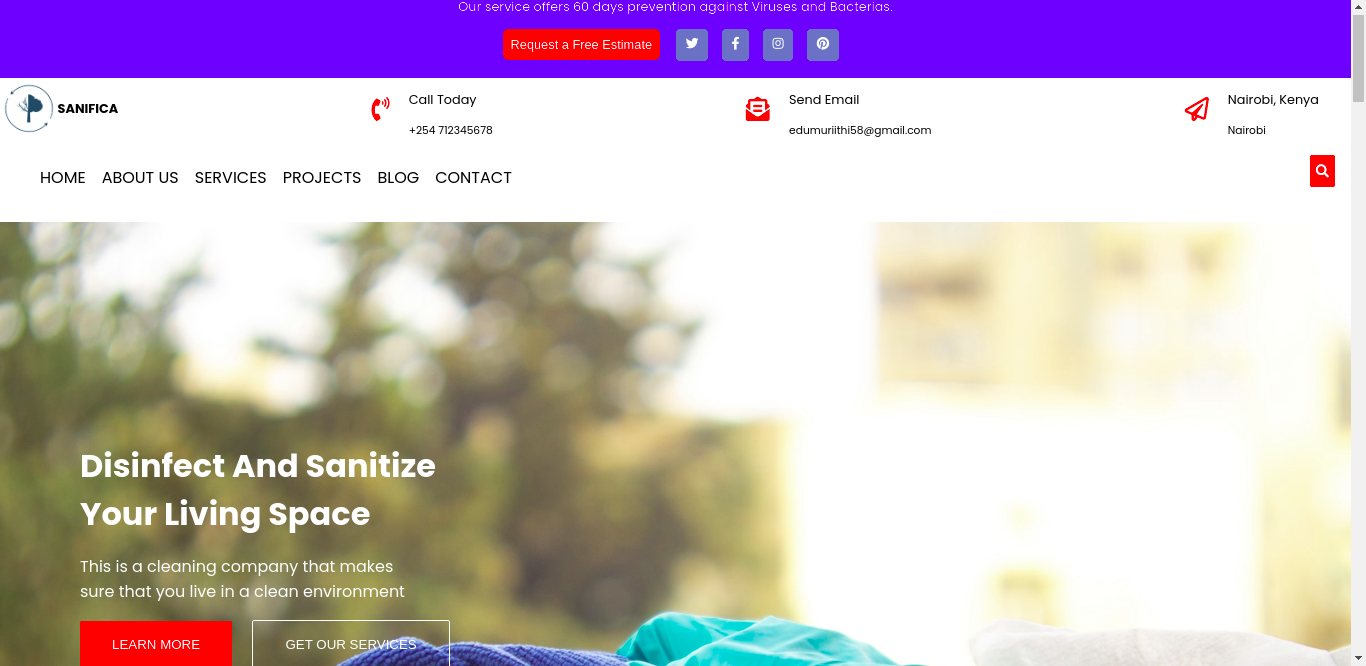 Our service offers 60 days prevention against Viruses and Bacterias.
Request a Free Estimate
SANIFICA
Call Today
+254 712345678
Send Email
edumuriithi58@gmail.com
Nairobi, Kenya
Nairobi
HOME ABOUT US SERVICES PROJECTS BLOG CONTACT
Disinfect And Sanitize
Your Living Space
This is a cleaning company that makes
sure that you live in a clean environment
LEARN MORE GET OUR SERVICES